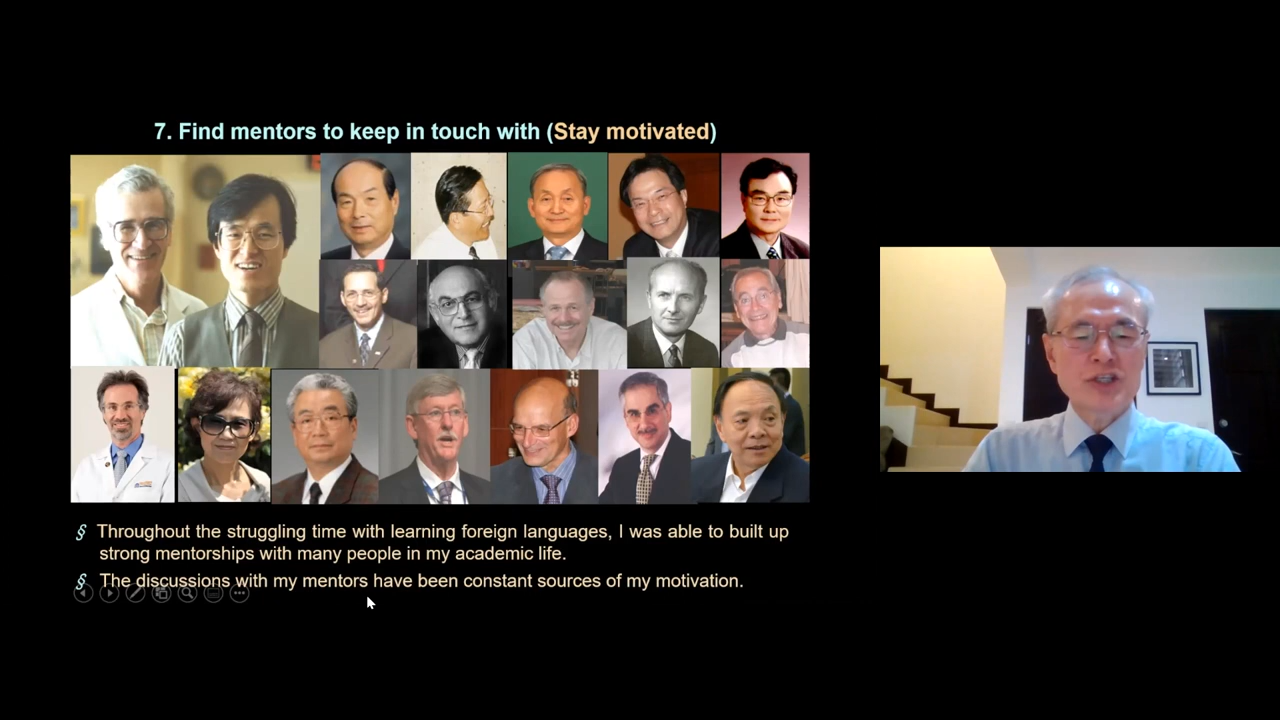 7. Find mentors to keep in touch with (Stay motivated)
§ Throughout the struggling time with learning foreign languages, I was able to built up
strong mentorships with many people in my academic life.
§ The discussions with my mentors have been constant sources of my motivation.